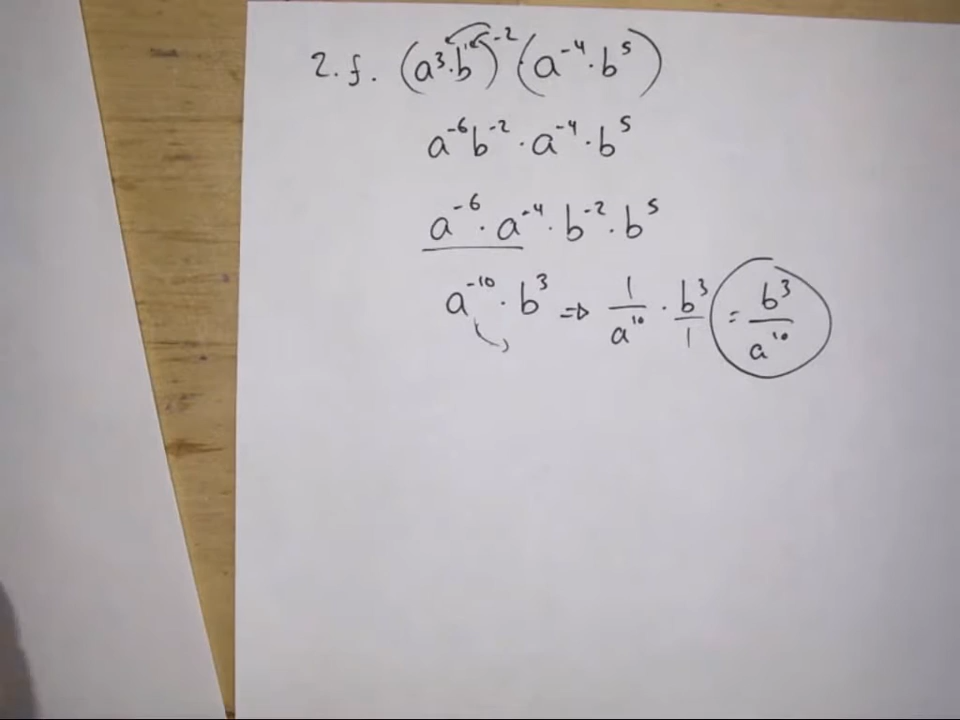 2. f. (a³·b¹)⁻² (a⁻⁴·b⁵)
a⁻⁶b⁻²·a⁻⁴·b⁵
a⁻⁶·a⁻⁴·b⁻²·b⁵
a⁻¹⁰·b³ ⇒ 1/a¹⁰ · b³/1 = b³/a¹⁰